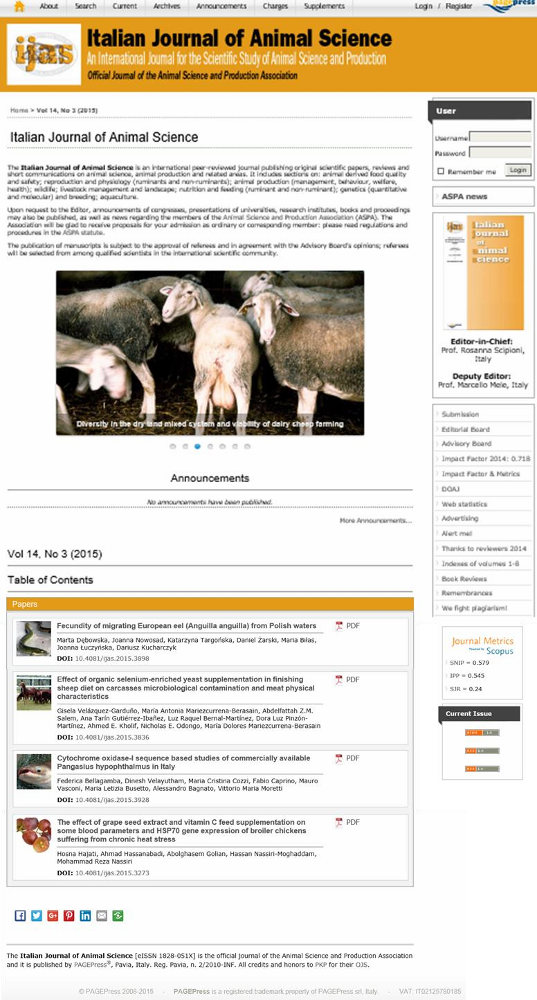 About Search Current Archives Announcements Charges Supplements Login / Register pagepress
ijas
Italian Journal of Animal Science
An International Journal for the Scientific Study of Animal Science and Production
Official Journal of the Animal Science and Production Association
Home > Vol 14, No 3 (2015)
Italian Journal of Animal Science
The Italian Journal of Animal Science is an international peer-reviewed journal publishing original scientific papers, reviews and
short communications on animal science, animal production and related areas. It includes sections on: animal derived food quality
and safety; reproduction and physiology (ruminants and non-ruminants); animal production (management, behaviour, welfare,
health); wildlife; livestock management and landscape; nutrition and feeding (ruminant and non-ruminant); genetics (quantitative
and molecular) and breeding; aquaculture.
Upon request to the Editor, announcements of congresses, presentations of universities, research institutes, books and proceedings
may also be published, as well as news regarding the members of the Animal Science and Production Association (ASPA). The
Association will be glad to receive proposals for your admission as ordinary or corresponding member: please read regulations and
procedures in the ASPA statute.
The publication of manuscripts is subject to the approval of referees and in agreement with the Advisory Board's opinions; referees
will be selected from among qualified scientists in the international scientific community.
Diversity in the dry land mixed system and viability of dairy sheep farming
Announcements
No announcements have been published.
More Announcements...
Vol 14, No 3 (2015)
Table of Contents
Papers
Fecundity of migrating European eel (Anguilla anguilla) from Polish waters
PDF
Marta Dębowska, Joanna Nowosad, Katarzyna Targońska, Daniel Żarski, Maria Biłas,
Joanna Łuczyńska, Dariusz Kucharczyk
DOI: 10.4081/ijas.2015.3898
Effect of organic selenium-enriched yeast supplementation in finishing
sheep diet on carcasses microbiological contamination and meat physical
characteristics
PDF
Gisela Velázquez-Garduño, María Antonia Mariezcurrena-Berasain, Abdelfattah Z.M.
Salem, Ana Tarín Gutiérrez-Ibañez, Luz Raquel Bernal-Martínez, Dora Luz Pinzón-
Martínez, Ahmed E. Kholif, Nicholas E. Odongo, María Dolores Mariezcurrena-Berasain
DOI: 10.4081/ijas.2015.3836
Cytochrome oxidase-I sequence based studies of commercially available
Pangasius hypophthalmus in Italy
PDF
Federica Bellagamba, Dinesh Velayutham, Maria Cristina Cozzi, Fabio Caprino, Mauro
Vasconi, Maria Letizia Busetto, Alessandro Bagnato, Vittorio Maria Moretti
DOI: 10.4081/ijas.2015.3928
The effect of grape seed extract and vitamin C feed supplementation on
some blood parameters and HSP70 gene expression of broiler chickens
suffering from chronic heat stress
PDF
Hosna Hajati, Ahmad Hassanabadi, Abolghasem Golian, Hassan Nassiri-Moghaddam,
Mohammad Reza Nassiri
DOI: 10.4081/ijas.2015.3273
The Italian Journal of Animal Science [eISSN 1828-051X] is the official journal of the Animal Science and Production Association
and it is published by PAGEPress®, Pavia, Italy. Reg. Pavia, n. 2/2010-INF. All credits and honors to PKP for their OJS.
User
Username
Password
Remember me
Login
ASPA news
ijas
Italian
Journal
of
Animal
Science
Editor-in-Chief:
Prof. Rosanna Scipioni,
Italy
Deputy Editor:
Prof. Marcello Mele, Italy
Submission
Editorial Board
Advisory Board
Impact Factor 2014: 0.718
Impact Factor & Metrics
DOAJ
Web statistics
Advertising
Alert me!
Thanks to reviewers 2014
Indexes of volumes 1-8
Book Reviews
Remembrances
We fight plagiarism!
Journal Metrics
Powered by Scopus
SNIP = 0.579
IPP = 0.545
SJR = 0.24
Current Issue
ATOM 1.0
RSS 2.0
RSS 1.0
© PAGEPress 2008-2015 - PAGEPress is a registered trademark property of PAGEPress srl, Italy. - VAT: IT02125780185